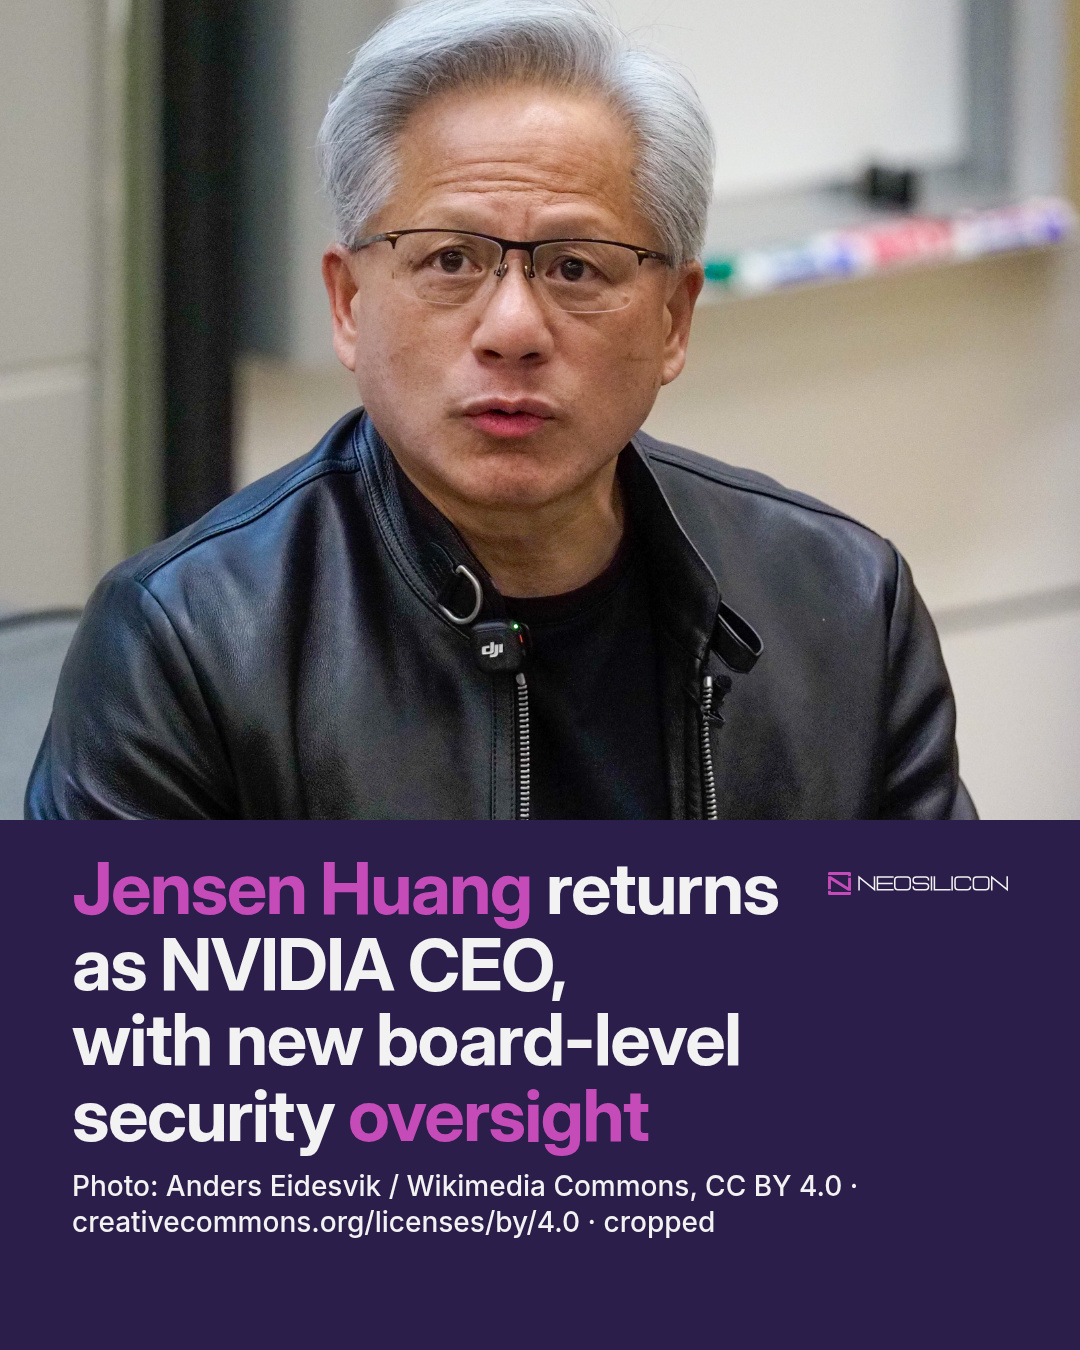 dji
Jensen Huang returns
NEOSILICON
as NVIDIA CEO,
with new board-level
security oversight
Photo: Anders Eidesvik / Wikimedia Commons, CC BY 4.0 ·
creativecommons.org/licenses/by/4.0 · cropped